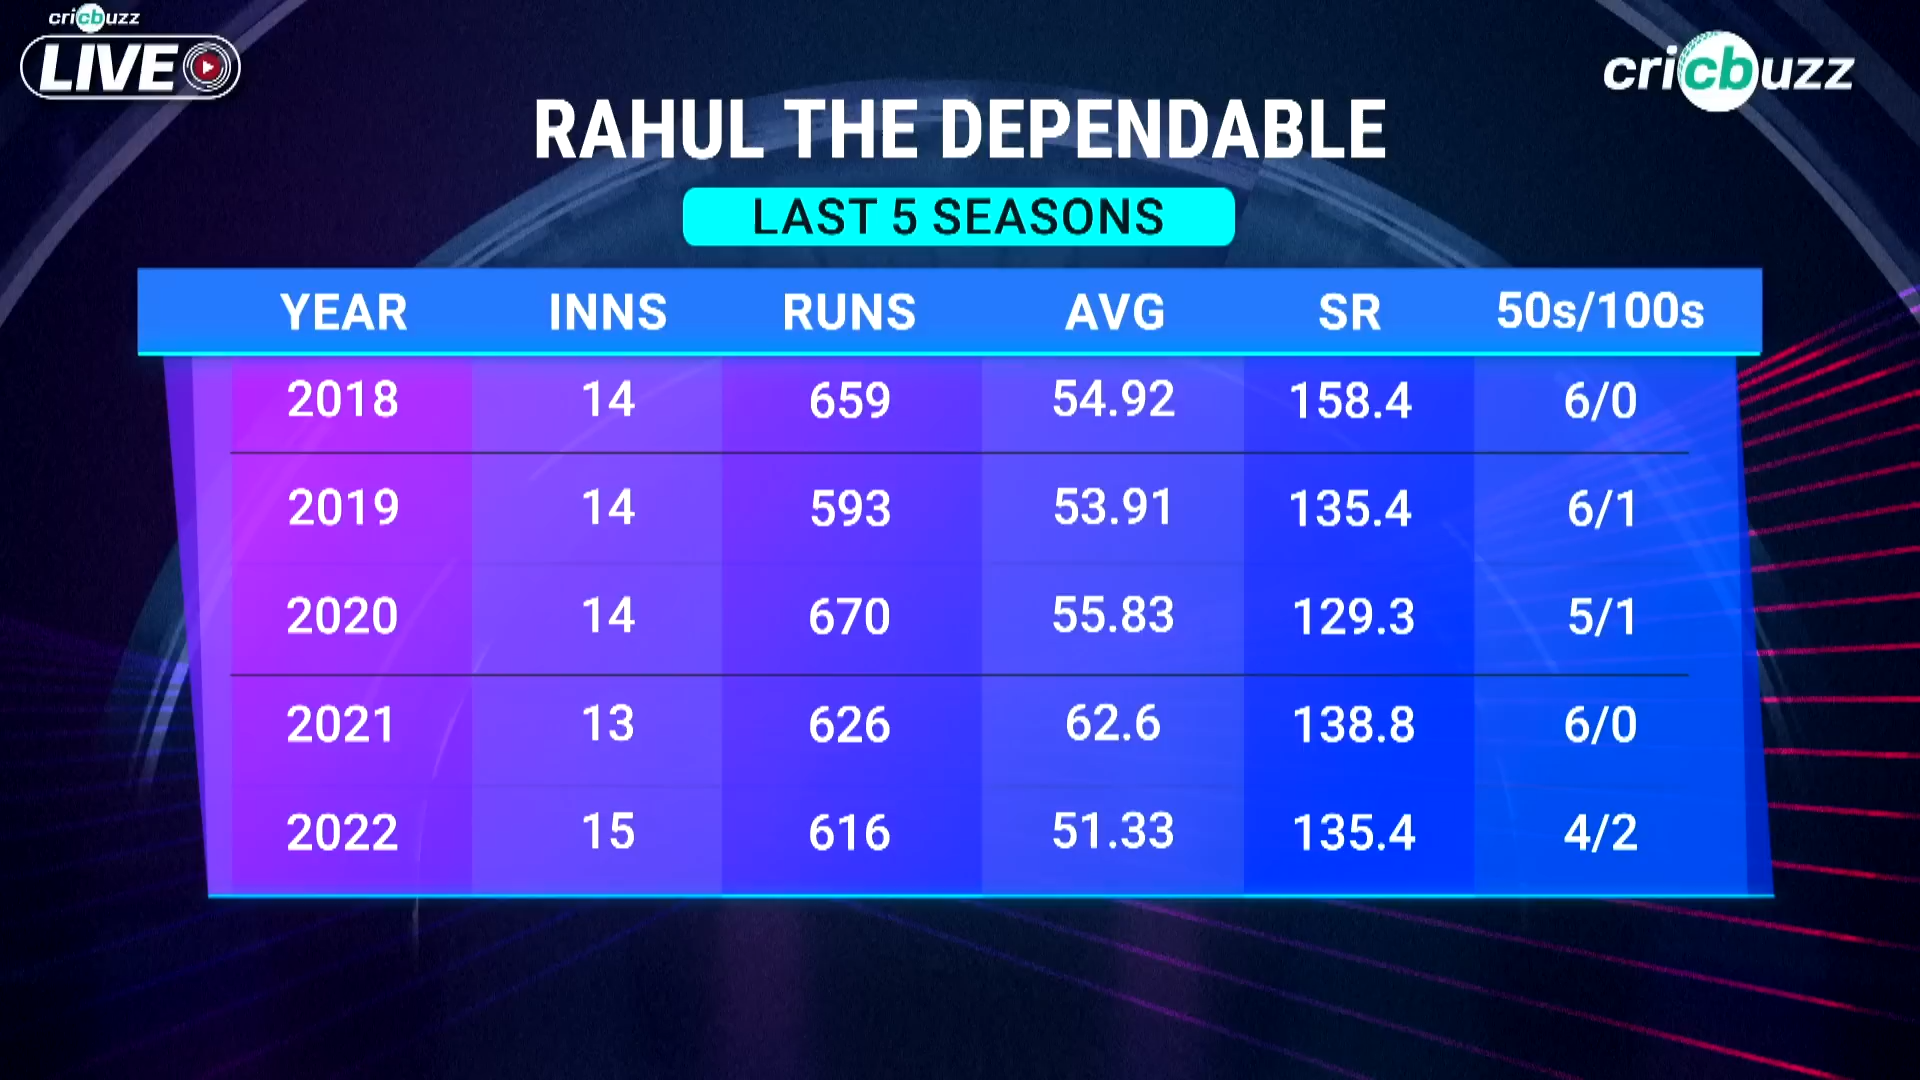 cricbuzz
LIVE
cricbuzz
RAHUL THE DEPENDABLE
LAST 5 SEASONS
YEAR INNS RUNS AVG SR 50s/100s
2018 14 659 54.92 158.4 6/0
2019 14 593 53.91 135.4 6/1
2020 14 670 55.83 129.3 5/1
2021 13 626 62.6 138.8 6/0
2022 15 616 51.33 135.4 4/2